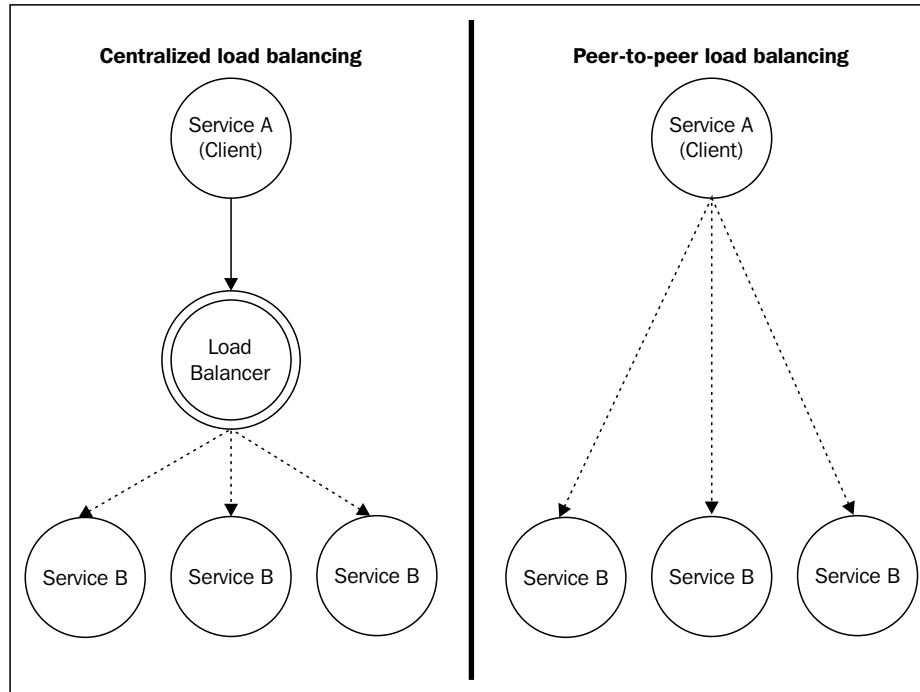 Centralized load balancing
Service A
(Client)
Load
Balancer
Service B
Service B
Service B
Peer-to-peer load balancing
Service A
(Client)
Service B
Service B
Service B